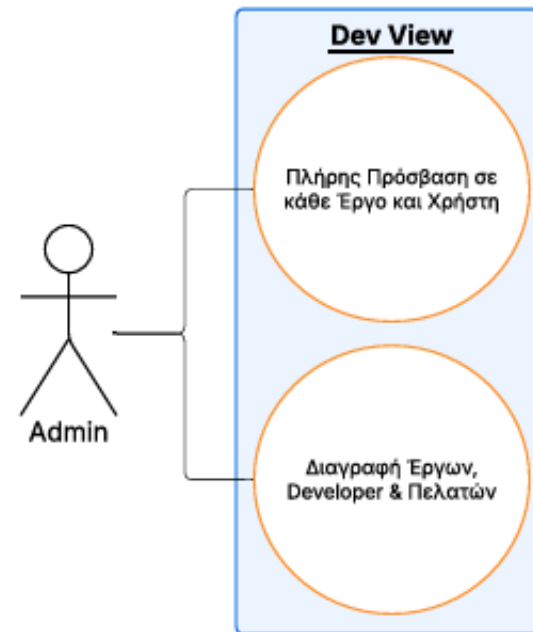 Dev View
Πλήρης Πρόσβαση σε
κάθε Έργο και Χρήστη
Admin
Διαγραφή Έργων,
Developer & Πελατών